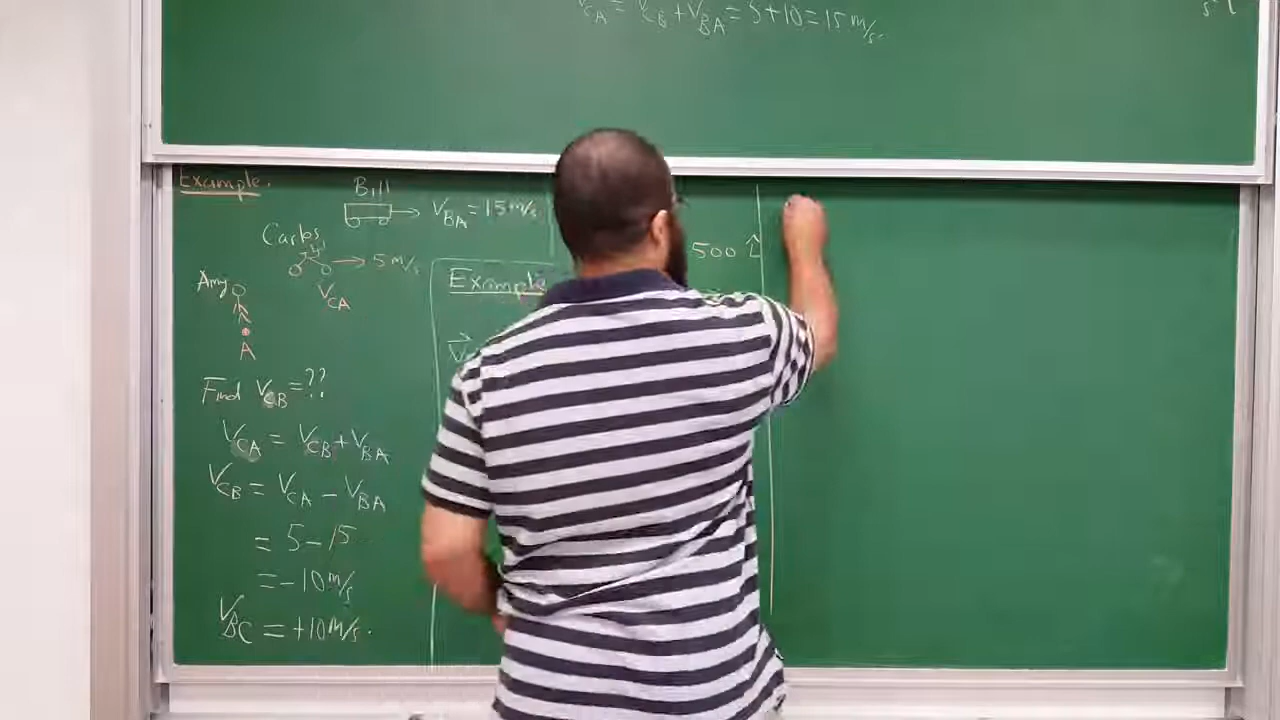 V_CA = V_CB + V_BA = 5+10 = 15 m/s.
Example.
Bill
V_BA = 15 m/s
Carlos
5 m/s
V_CA
Amy
A
Find V_CB = ??
V_CA = V_CB + V_BA
V_CB = V_CA - V_BA
= 5 - 15
= -10 m/s
V_BC = +10 m/s.
Example
V
500 î